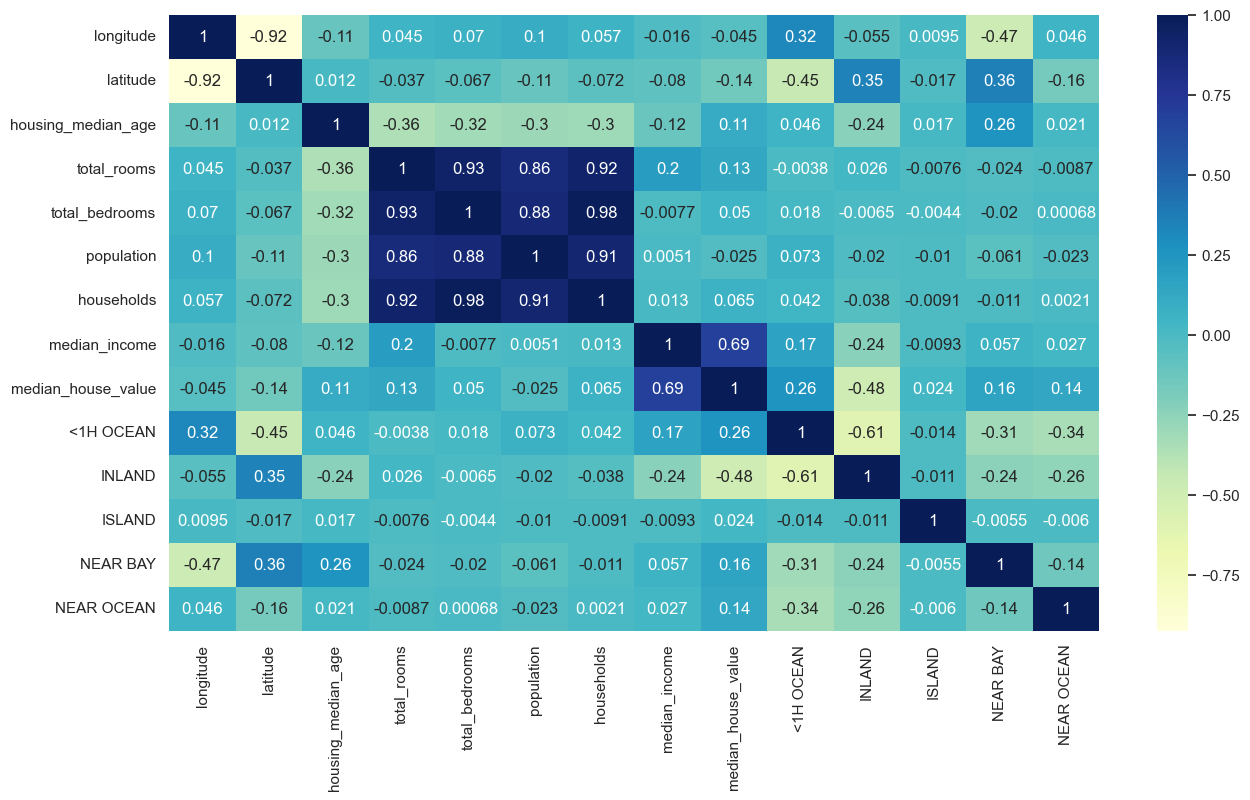 longitude 1 -0.92 -0.11 0.045 0.07 0.1 0.057 -0.016 -0.045 0.32 -0.055 0.0095 -0.47 0.046
latitude -0.92 1 0.012 -0.037 -0.067 -0.11 -0.072 -0.08 -0.14 -0.45 0.35 -0.017 0.36 -0.16
housing_median_age -0.11 0.012 1 -0.36 -0.32 -0.3 -0.3 -0.12 0.11 0.046 -0.24 0.017 0.26 0.021
total_rooms 0.045 -0.037 -0.36 1 0.93 0.86 0.92 0.2 0.13 -0.0038 0.026 -0.0076 -0.024 -0.0087
total_bedrooms 0.07 -0.067 -0.32 0.93 1 0.88 0.98 -0.0077 0.05 0.018 -0.0065 -0.0044 -0.02 0.00068
population 0.1 -0.11 -0.3 0.86 0.88 1 0.91 0.0051 -0.025 0.073 -0.02 -0.01 -0.061 -0.023
households 0.057 -0.072 -0.3 0.92 0.98 0.91 1 0.013 0.065 0.042 -0.038 -0.0091 -0.011 0.0021
median_income -0.016 -0.08 -0.12 0.2 -0.0077 0.0051 0.013 1 0.69 0.17 -0.24 -0.0093 0.057 0.027
median_house_value -0.045 -0.14 0.11 0.13 0.05 -0.025 0.065 0.69 1 0.26 -0.48 0.024 0.16 0.14
<1H OCEAN 0.32 -0.45 0.046 -0.0038 0.018 0.073 0.042 0.17 0.26 1 -0.61 -0.014 -0.31 -0.34
INLAND -0.055 0.35 -0.24 0.026 -0.0065 -0.02 -0.038 -0.24 -0.48 -0.61 1 -0.011 -0.24 -0.26
ISLAND 0.0095 -0.017 0.017 -0.0076 -0.0044 -0.01 -0.0091 -0.0093 0.024 -0.014 -0.011 1 -0.0055 -0.006
NEAR BAY -0.47 0.36 0.26 -0.024 -0.02 -0.061 -0.011 0.057 0.16 -0.31 -0.24 -0.0055 1 -0.14
NEAR OCEAN 0.046 -0.16 0.021 -0.0087 0.00068 -0.023 0.0021 0.027 0.14 -0.34 -0.26 -0.006 -0.14 1
longitude
latitude
housing_median_age
total_rooms
total_bedrooms
population
households
median_income
median_house_value
<1H OCEAN
INLAND
ISLAND
NEAR BAY
NEAR OCEAN
1.00
0.75
0.50
0.25
0.00
−0.25
−0.50
−0.75